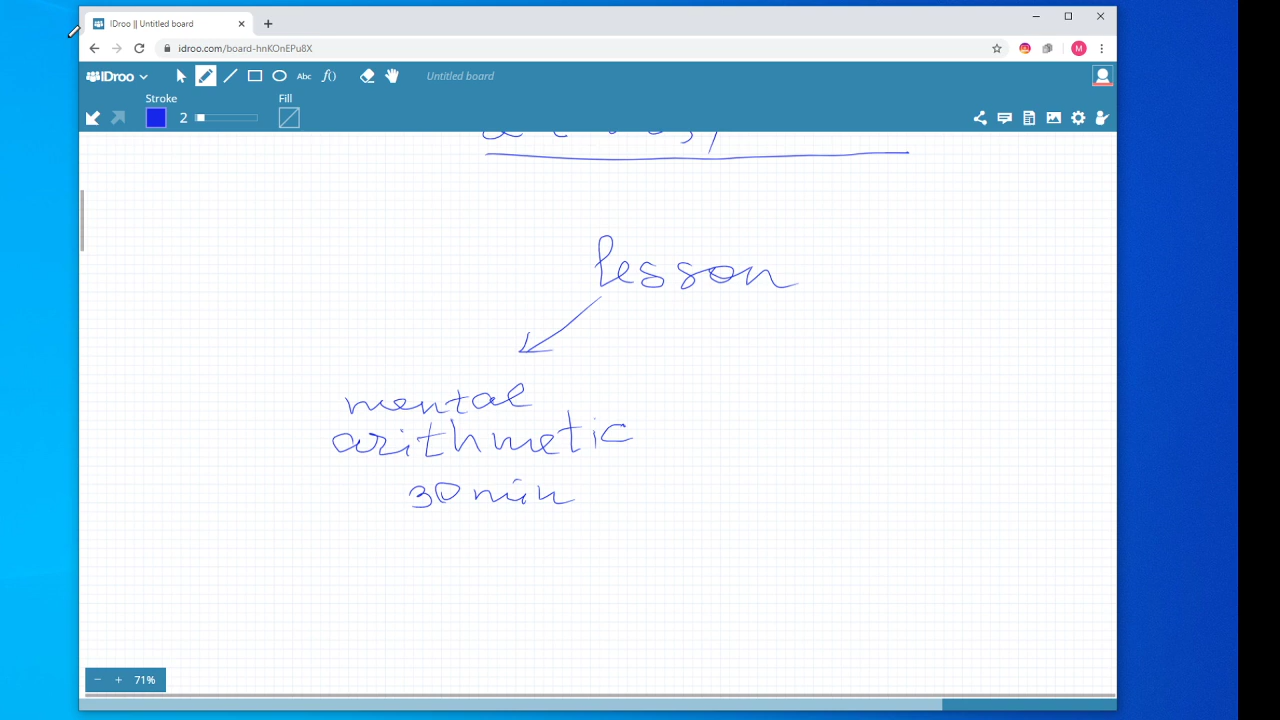 IDroo || Untitled board
idroo.com/board-hnKOnEPu8X
M
IDroo
Abc
f()
Untitled board
Stroke
Fill
2
lesson
mental
arithmetic
30 min
71%